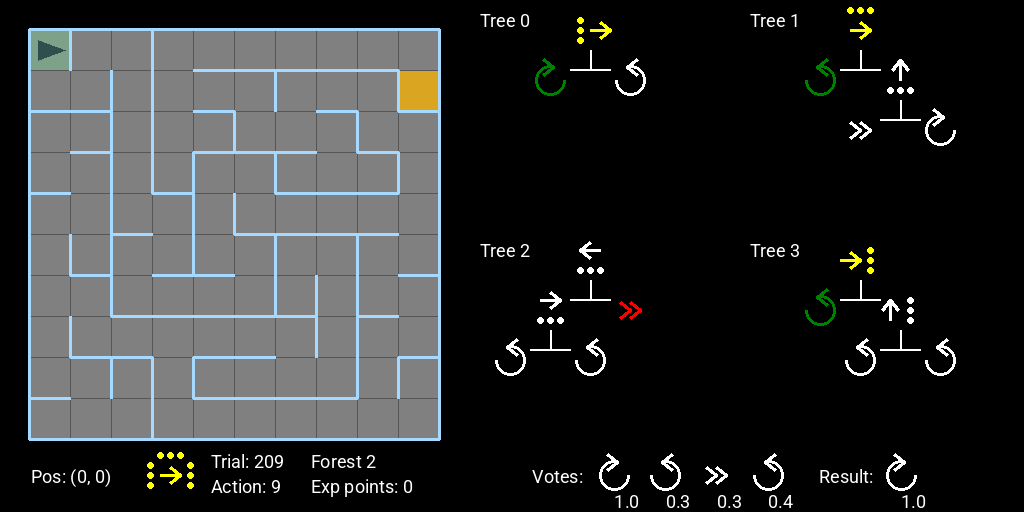 Tree 0
Tree 1
Tree 2
Tree 3
Pos: (0, 0)
Trial: 209
Forest 2
Action: 9
Exp points: 0
Votes:
1.0
0.3
0.3
0.4
Result:
1.0